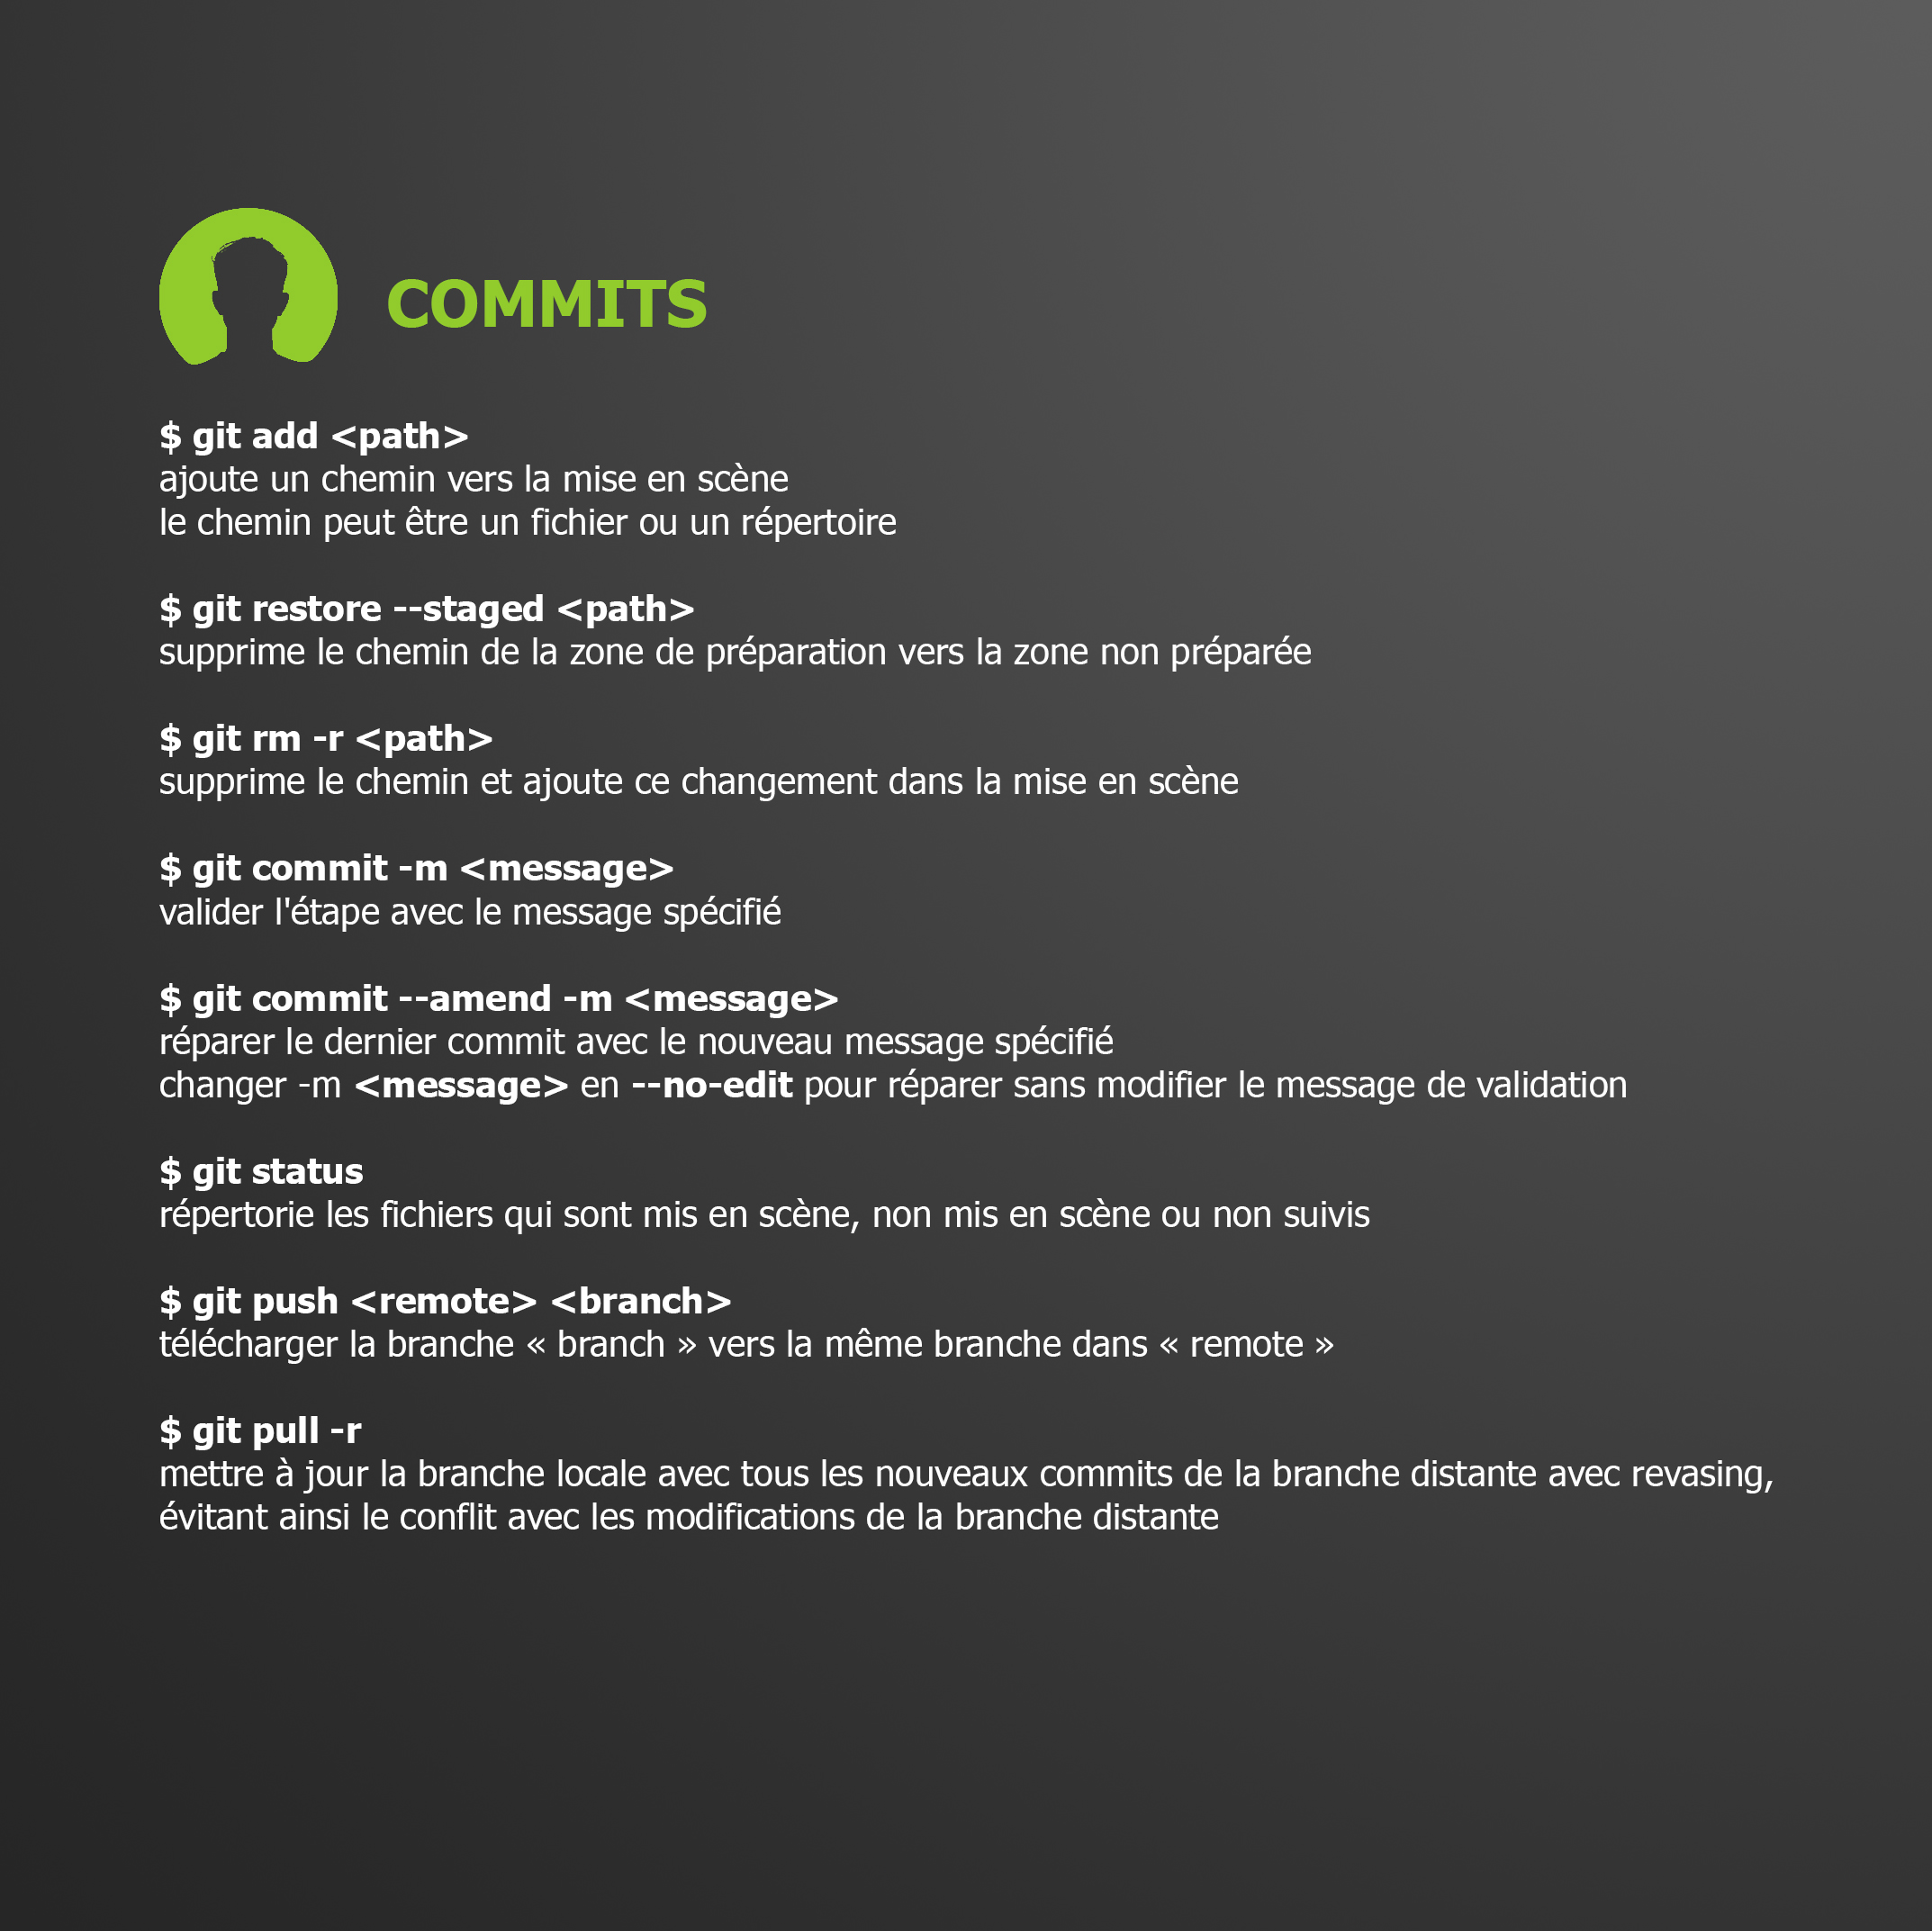 COMMITS
$ git add <path>
ajoute un chemin vers la mise en scène
le chemin peut être un fichier ou un répertoire
$ git restore --staged <path>
supprime le chemin de la zone de préparation vers la zone non préparée
$ git rm -r <path>
supprime le chemin et ajoute ce changement dans la mise en scène
$ git commit -m <message>
valider l'étape avec le message spécifié
$ git commit --amend -m <message>
réparer le dernier commit avec le nouveau message spécifié
changer -m <message> en --no-edit pour réparer sans modifier le message de validation
$ git status
répertorie les fichiers qui sont mis en scène, non mis en scène ou non suivis
$ git push <remote> <branch>
télécharger la branche « branch » vers la même branche dans « remote »
$ git pull -r
mettre à jour la branche locale avec tous les nouveaux commits de la branche distante avec revasing,
évitant ainsi le conflit avec les modifications de la branche distante